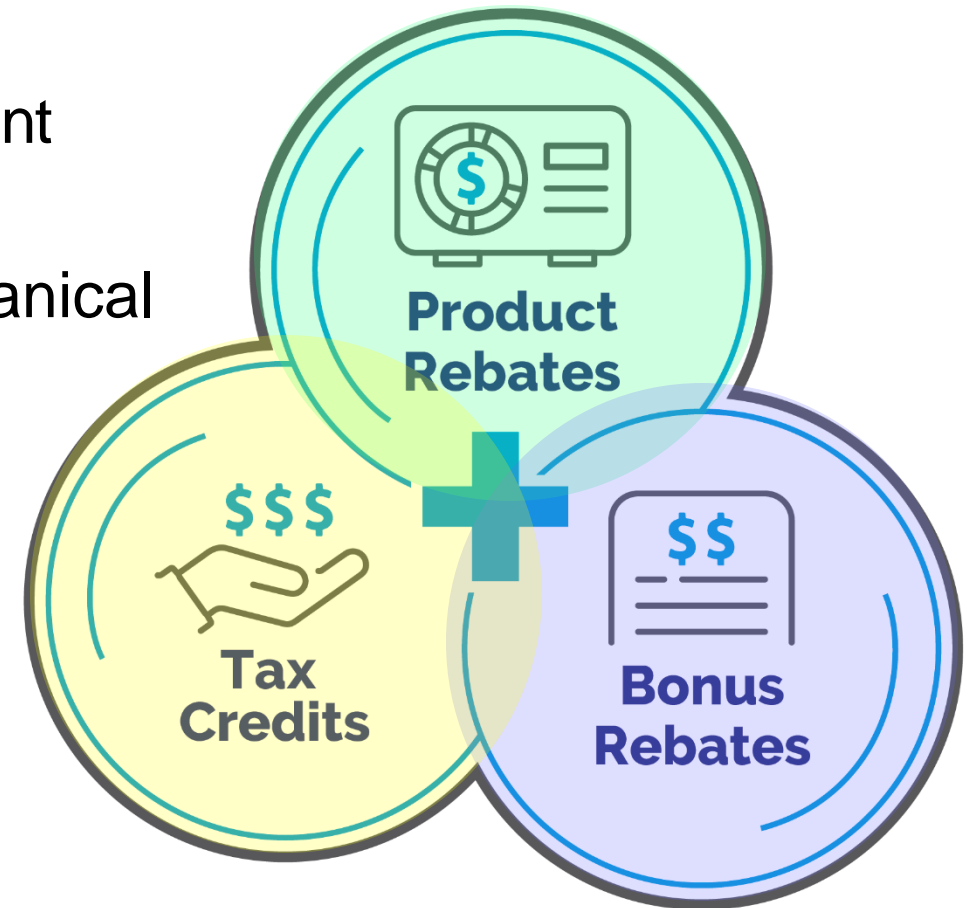 nt
anical
$
Product
Rebates
$$$
Tax
Credits
$$
Bonus
Rebates